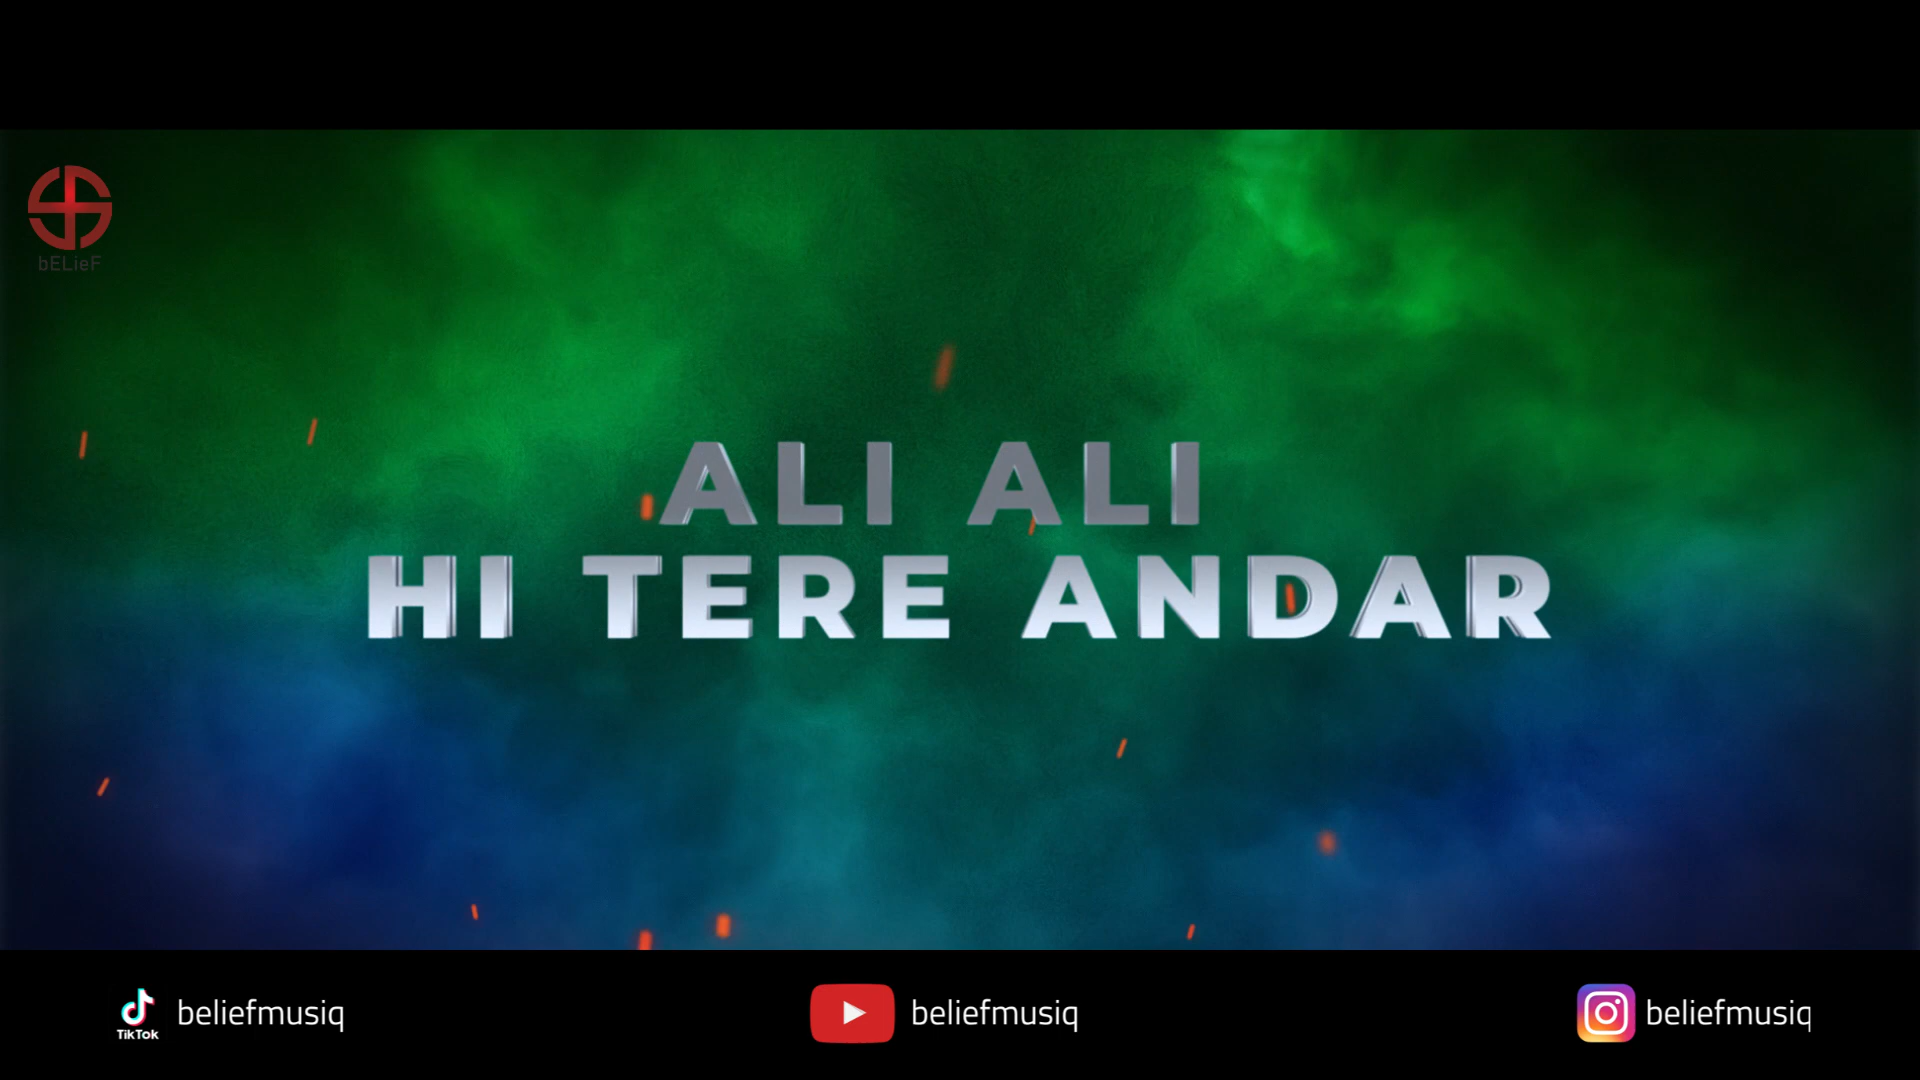 bELieF
ALI ALI
HI TERE ANDAR
TikTok
beliefmusiq
beliefmusiq
beliefmusiq